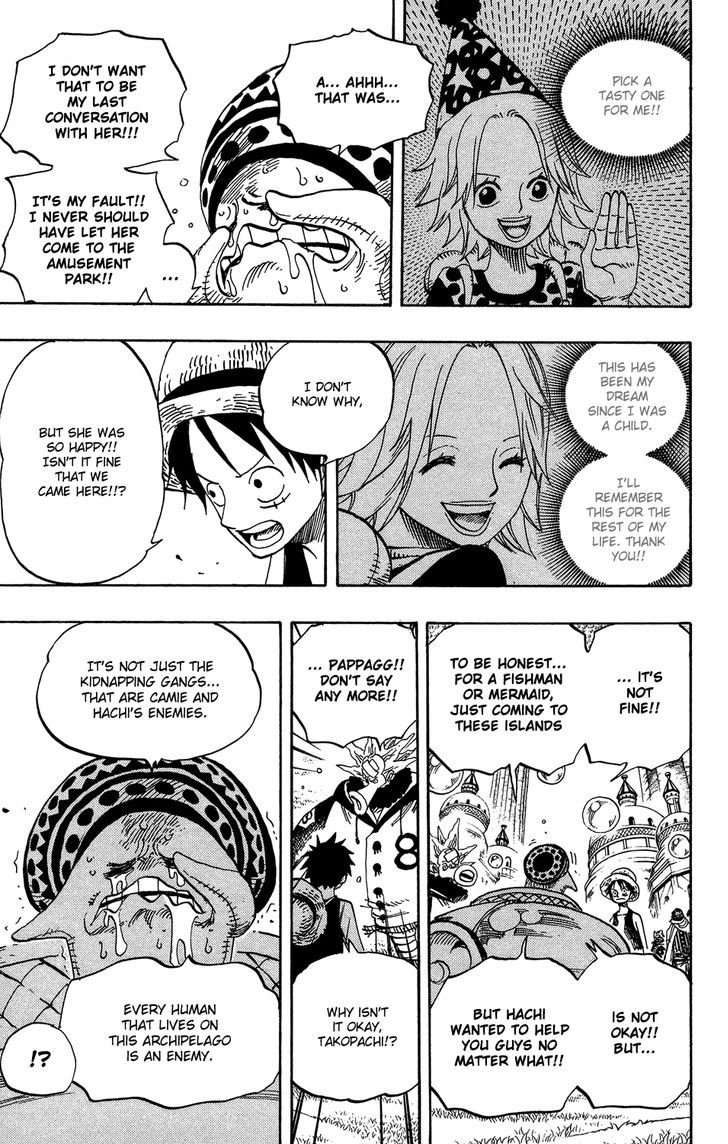 PICK A
TASTY ONE
FOR ME!!
A... AHHH...
THAT WAS...
I DON'T WANT
THAT TO BE
MY LAST
CONVERSATION
WITH HER!!!
IT'S MY FAULT!!
I NEVER SHOULD
HAVE LET HER
COME TO THE
AMUSEMENT
PARK!!
...
THIS HAS
BEEN MY
DREAM
SINCE I WAS
A CHILD.
I'LL
REMEMBER
THIS FOR THE
REST OF MY
LIFE. THANK
YOU!!
I DON'T
KNOW WHY,
BUT SHE WAS
SO HAPPY!!
ISN'T IT FINE
THAT WE
CAME HERE!!?
... IT'S
NOT
FINE!!
TO BE HONEST...
FOR A FISHMAN
OR MERMAID,
JUST COMING TO
THESE ISLANDS
IS NOT
OKAY!!
BUT...
BUT HACHI
WANTED TO HELP
YOU GUYS NO
MATTER WHAT!!
... PAPPAGG!!
DON'T SAY
ANY MORE!!
8
WHY ISN'T
IT OKAY,
TAKOPACHI!?
IT'S NOT JUST THE
KIDNAPPING GANGS...
THAT ARE CAMIE AND
HACHI'S ENEMIES.
EVERY HUMAN
THAT LIVES ON
THIS ARCHIPELAGO
IS AN ENEMY.
!?